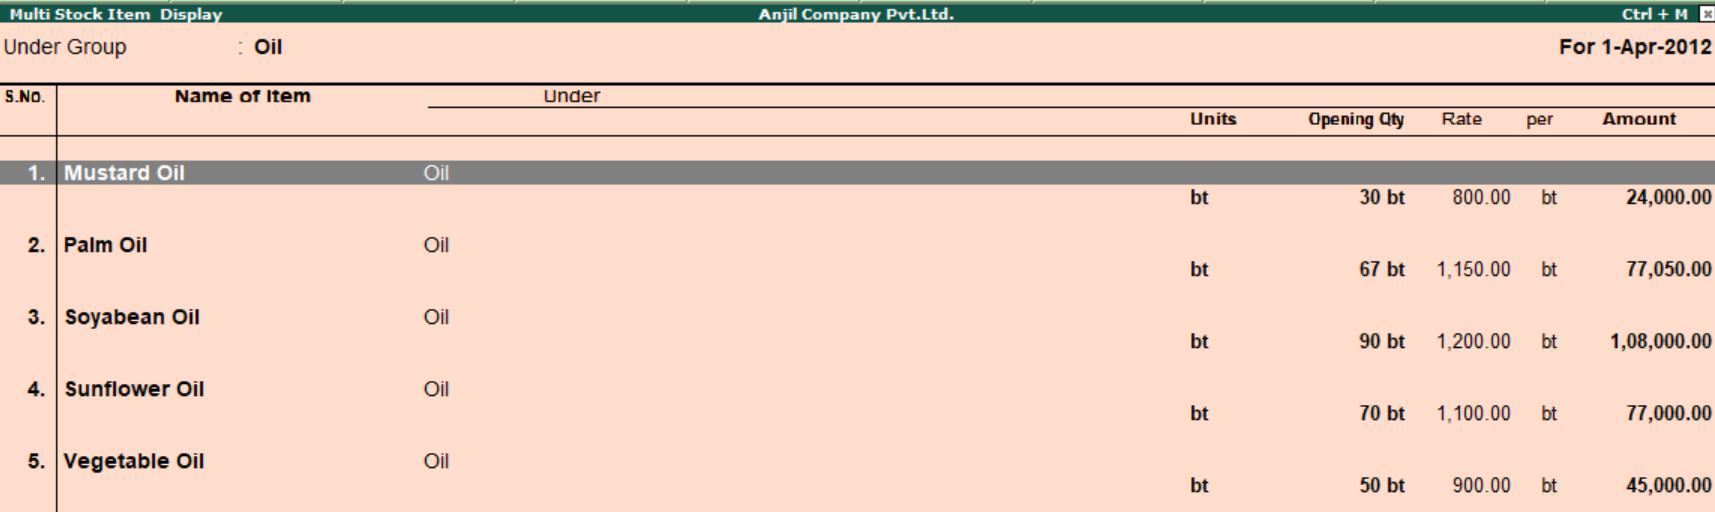 Multi Stock Item Display Anjil Company Pvt.Ltd. Ctrl + M
Under Group : Oil For 1-Apr-2012
S.No. Name of Item Under
Units Opening Qty Rate per Amount
1. Mustard Oil Oil
bt 30 bt 800.00 bt 24,000.00
2. Palm Oil Oil
bt 67 bt 1,150.00 bt 77,050.00
3. Soyabean Oil Oil
bt 90 bt 1,200.00 bt 1,08,000.00
4. Sunflower Oil Oil
bt 70 bt 1,100.00 bt 77,000.00
5. Vegetable Oil Oil
bt 50 bt 900.00 bt 45,000.00